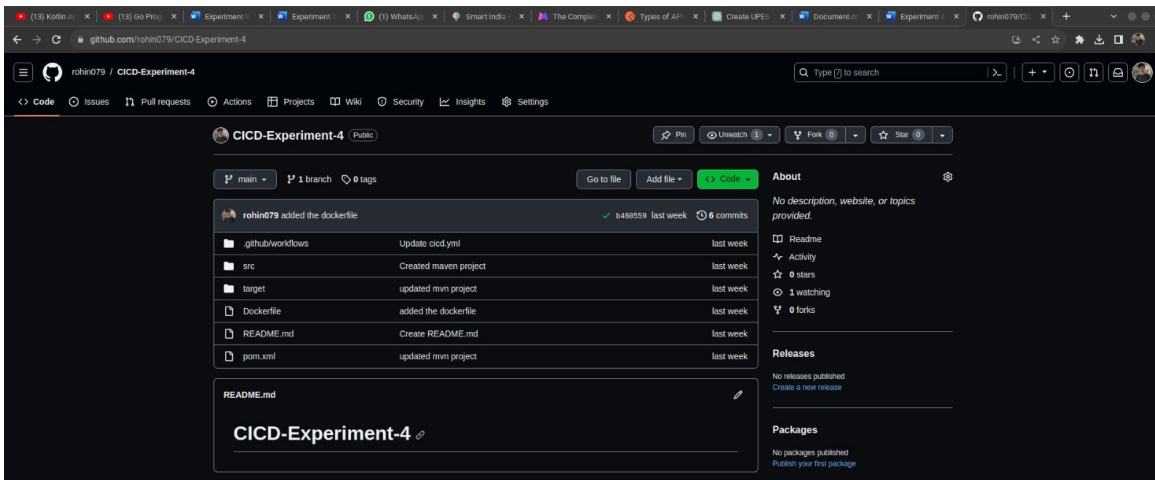 (13) Kotlin Ar (13) Go Prog Experiment Experiment (1) WhatsAp Smart India The Complet Types of API Create UPES Document.d Experiment rohin079/CIC
github.com/rohin079/CICD-Experiment-4
rohin079 / CICD-Experiment-4 Type / to search
Code Issues Pull requests Actions Projects Wiki Security Insights Settings
CICD-Experiment-4 Public Pin Unwatch 1 Fork 0 Star 0
main 1 branch 0 tags Go to file Add file Code
rohin079 added the dockerfile last week 6 commits
.github/workflows Update cicd.yml last week
src Created maven project last week
target updated mvn project last week
Dockerfile added the dockerfile last week
README.md Create README.md last week
pom.xml updated mvn project last week
README.md
CICD-Experiment-4
About
No description, website, or topics
provided.
Readme
Activity
0 stars
1 watching
0 forks
Releases
No releases published
Create a new release
Packages
No packages published
Publish your first package